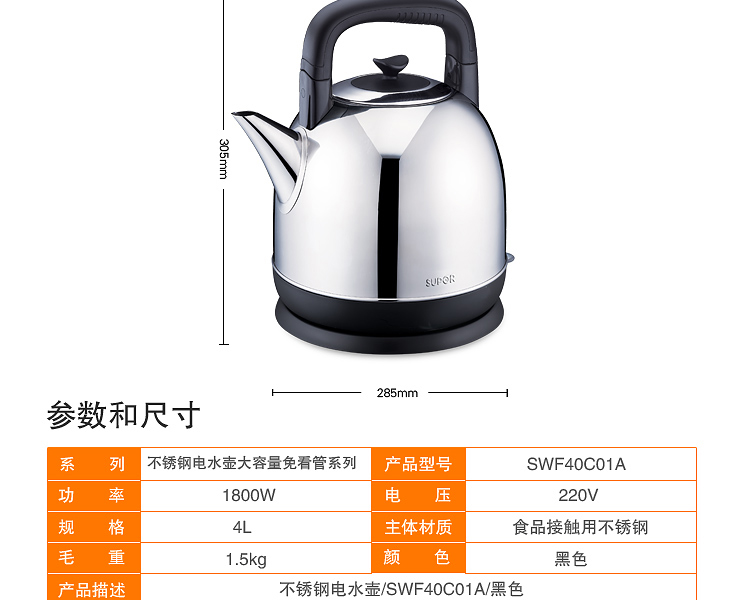 305mm
SUPOR
285mm
参数和尺寸
系 列 不锈钢电水壶大容量免看管系列 产品型号 SWF40C01A
功 率 1800W 电 压 220V
规 格 4L 主体材质 食品接触用不锈钢
毛 重 1.5kg 颜 色 黑色
产品描述 不锈钢电水壶/SWF40C01A/黑色